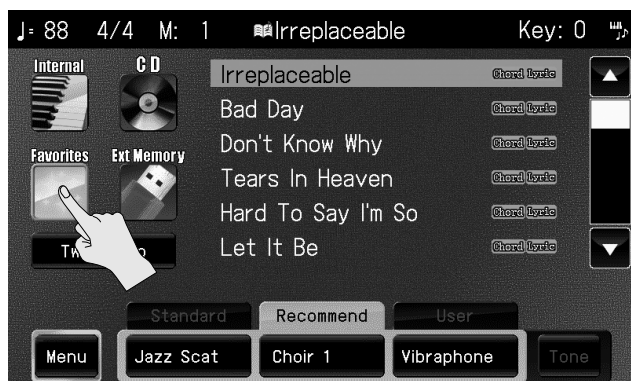 ♩= 88 4/4 M: 1 Irreplaceable Key: 0
Internal CD
Favorites Ext Memory
Irreplaceable Chord Lyric
Bad Day Chord Lyric
Don't Know Why Chord Lyric
Tears In Heaven Chord Lyric
Hard To Say I'm So Chord Lyric
Let It Be Chord Lyric
Standard Recommend User
Menu Jazz Scat Choir 1 Vibraphone Tone